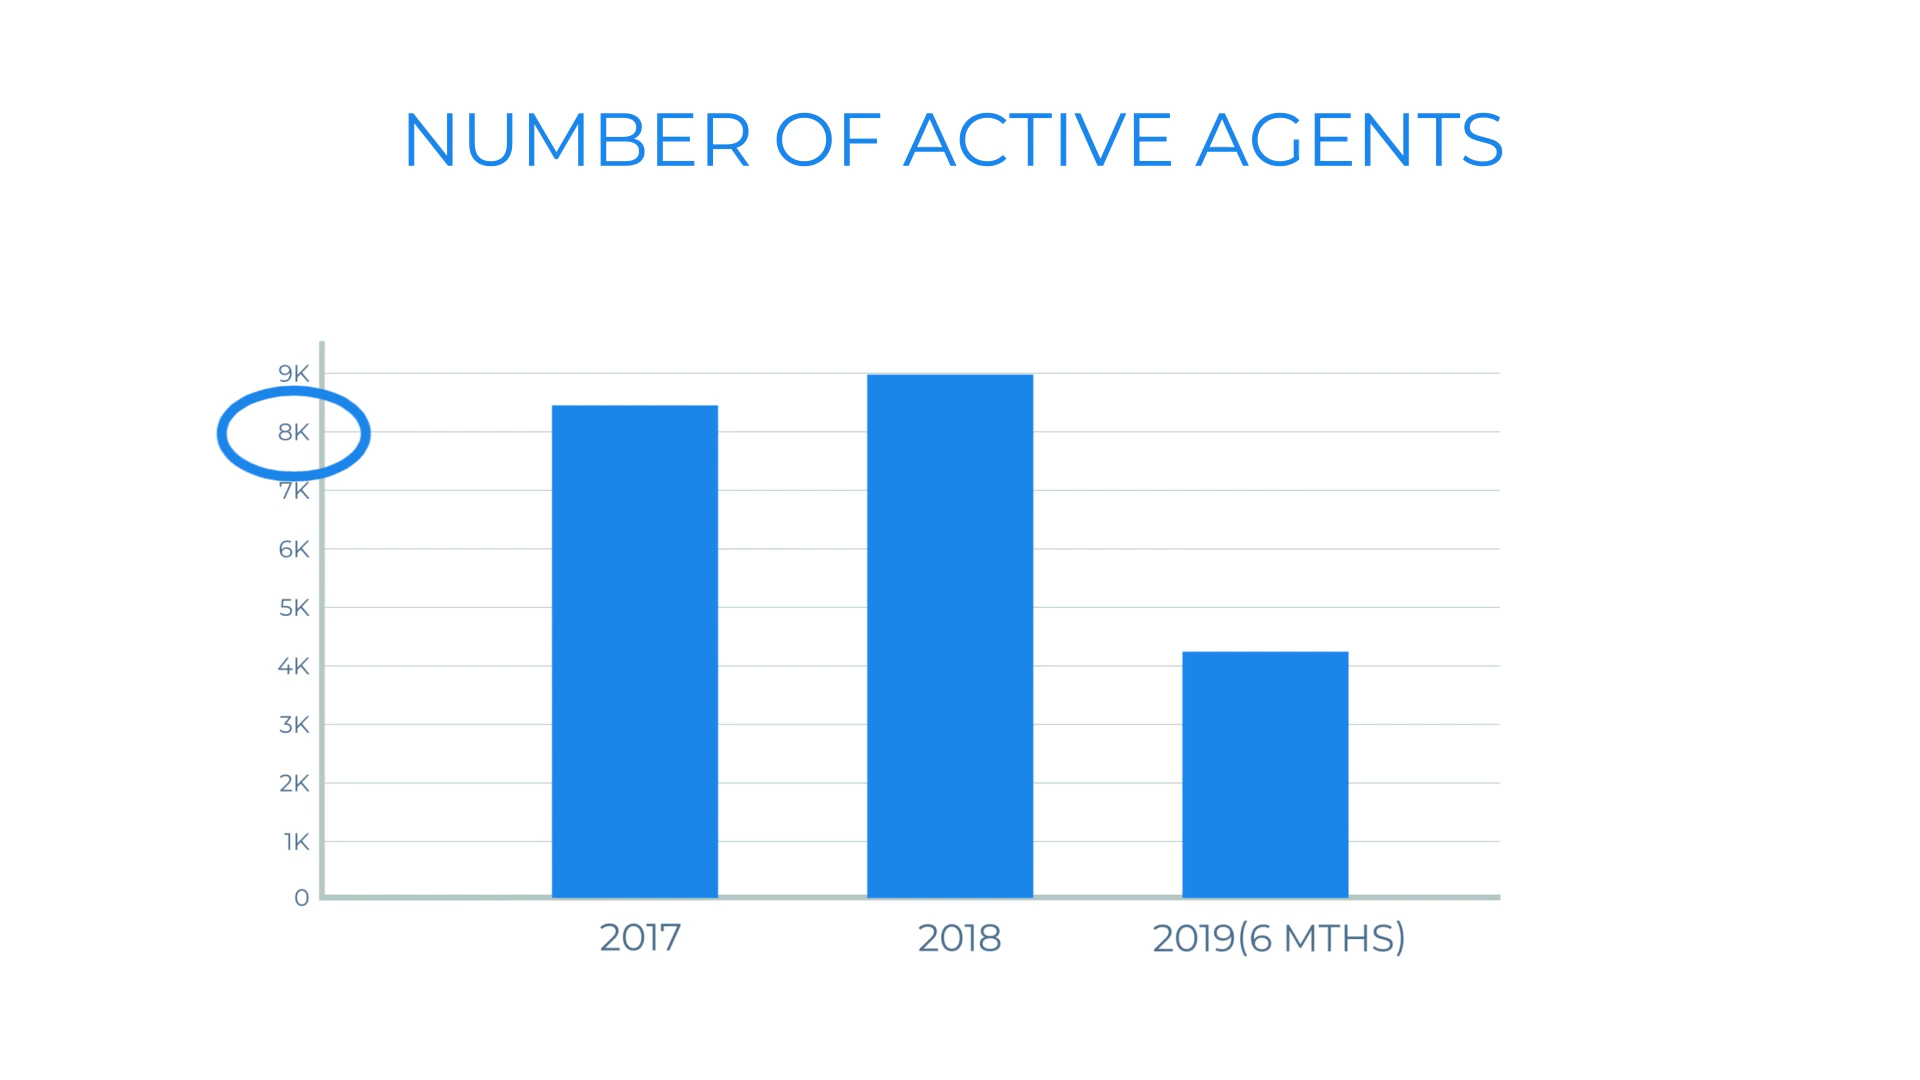 NUMBER OF ACTIVE AGENTS
9K
8K
7K
6K
5K
4K
3K
2K
1K
0
2017 2018 2019(6 MTHS)